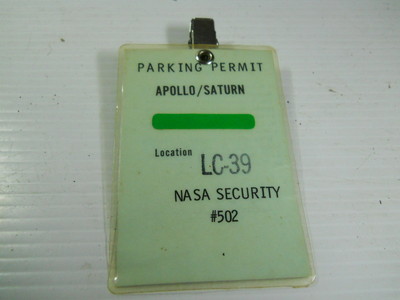 PARKING PERMIT
APOLLO/SATURN
Location LC-39
NASA SECURITY
#502